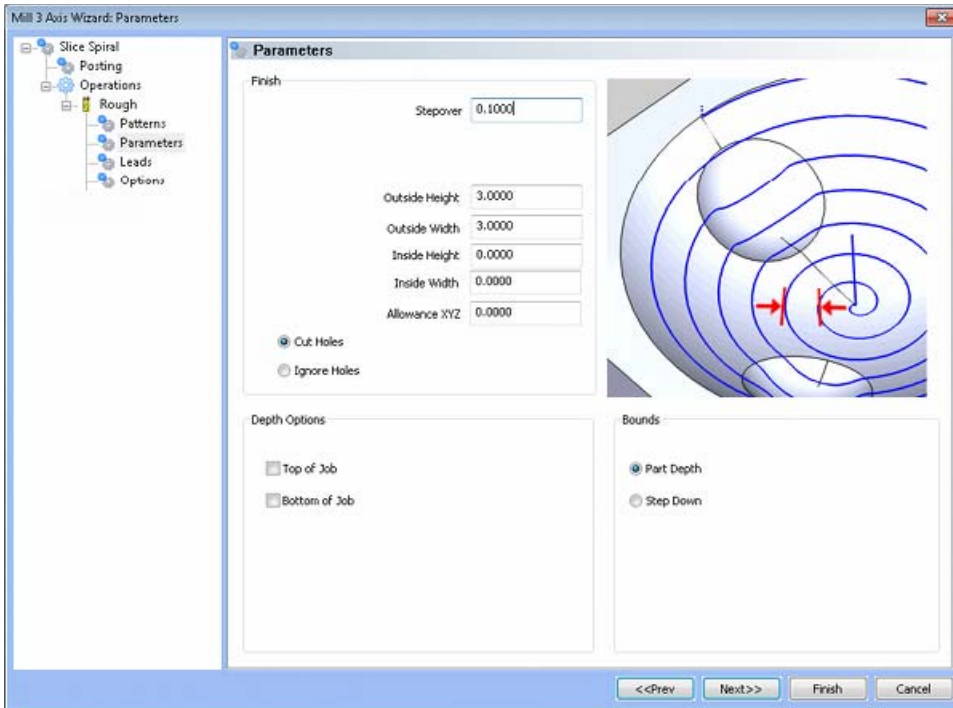 Mill 3 Axis Wizard: Parameters
Slice Spiral
Posting
Operations
Rough
Patterns
Parameters
Leads
Options
Parameters
Finish
Stepover 0.1000
Outside Height 3.0000
Outside Width 3.0000
Inside Height 0.0000
Inside Width 0.0000
Allowance XYZ 0.0000
Cut Holes
Ignore Holes
Depth Options
Top of Job
Bottom of Job
Bounds
Part Depth
Step Down
<<Prev Next>> Finish Cancel